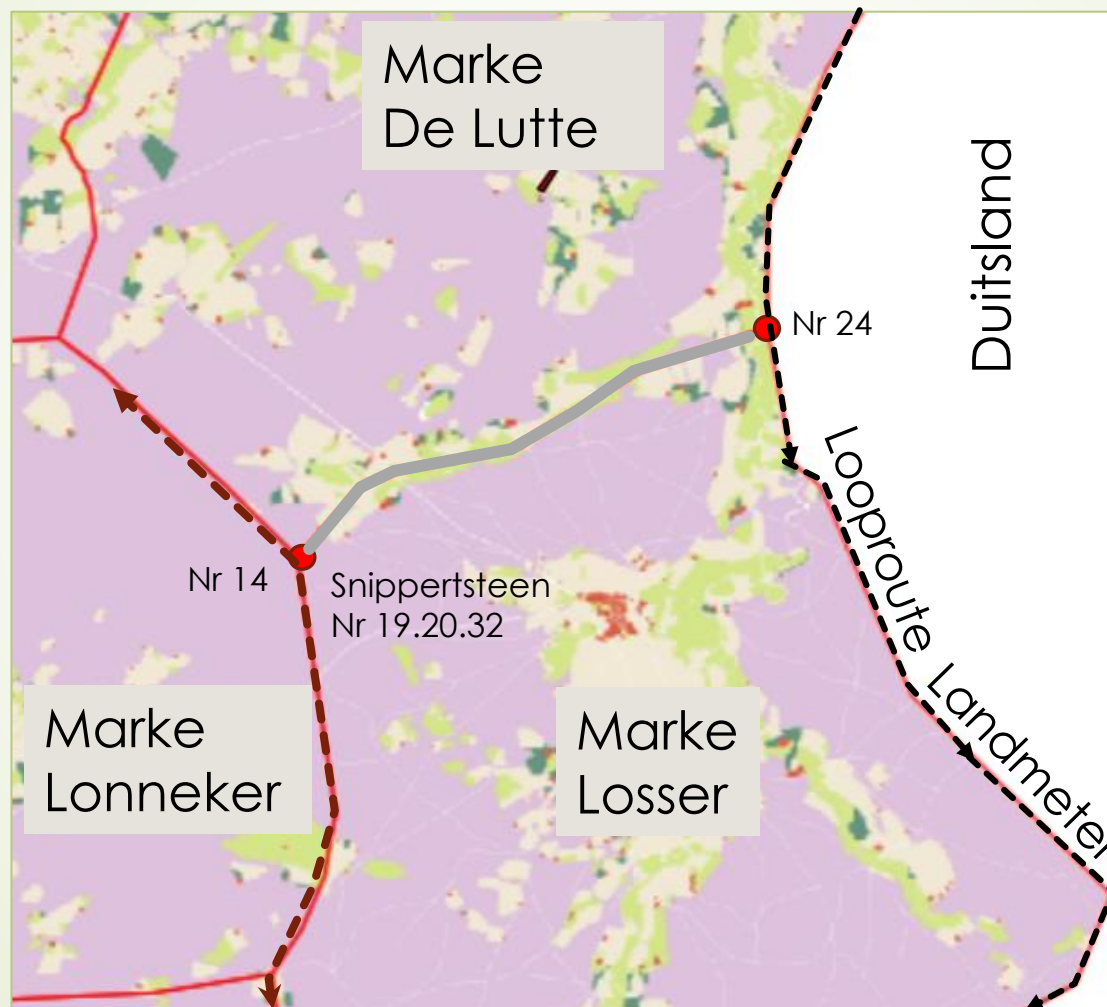 Marke
De Lutte
Duitsland
Nr 24
Looproute Landmeter
Nr 14
Snippertsteen
Nr 19.20.32
Marke
Lonneker
Marke
Losser